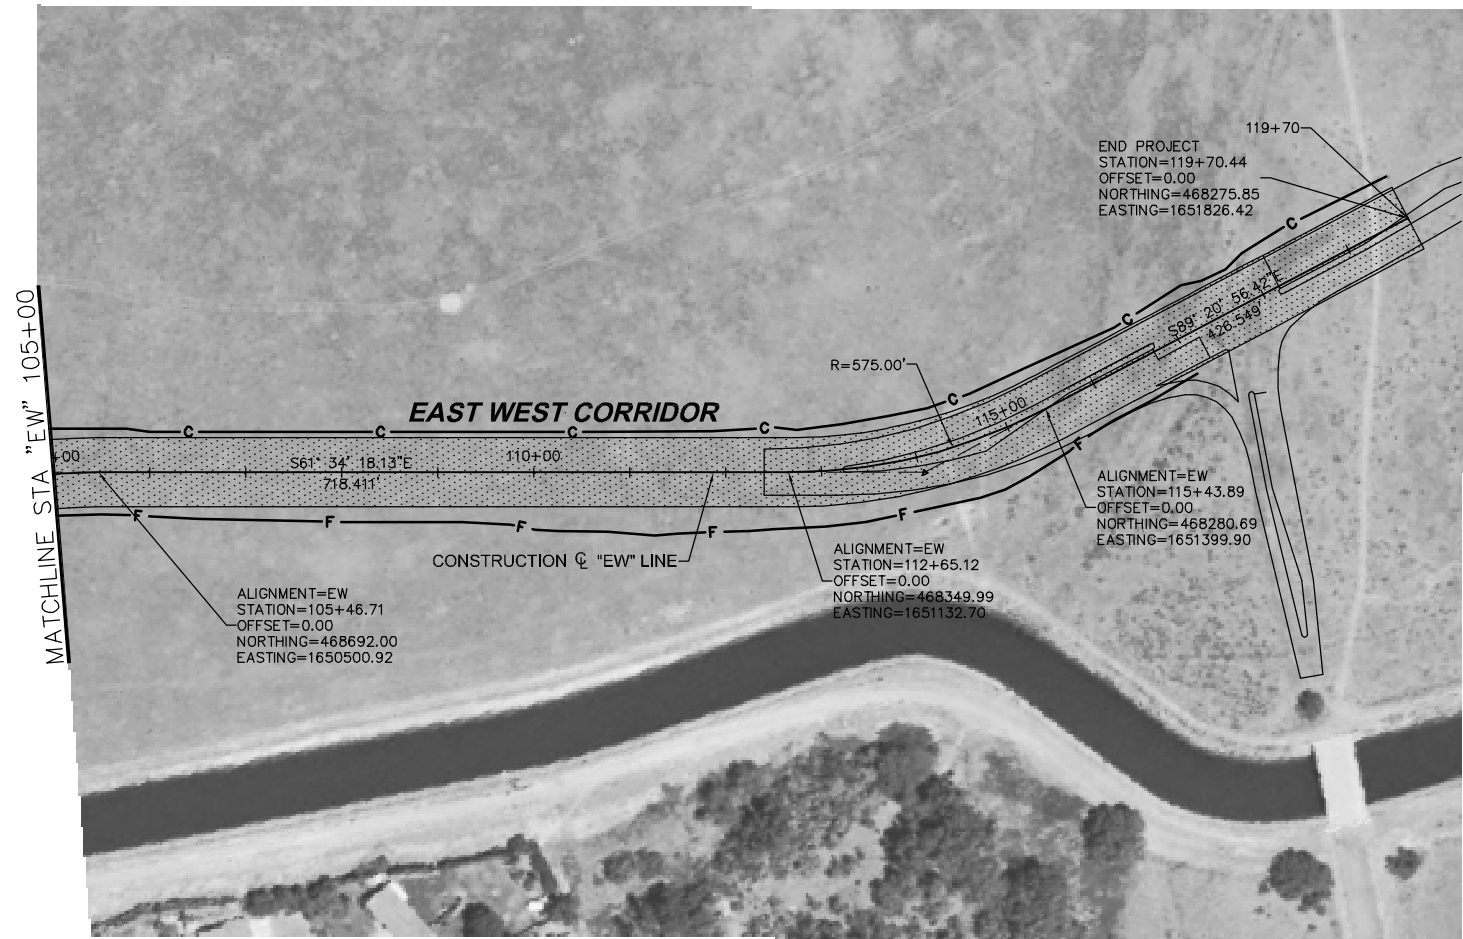 119+70
END PROJECT
STATION=119+70.44
OFFSET=0.00
NORTHING=468275.85
EASTING=1651826.42
C
C
S89° 20' 56.42"E
426.549'
MATCHLINE STA "EW" 105+00
R=575.00'
C
115+00
EAST WEST CORRIDOR
C
C
C
C
+00
S61° 34' 18.13"E
718.411'
110+00
F
F
F
F
F
F
ALIGNMENT=EW
STATION=115+43.89
OFFSET=0.00
NORTHING=468280.69
EASTING=1651399.90
CONSTRUCTION ℄ "EW" LINE
ALIGNMENT=EW
STATION=112+65.12
OFFSET=0.00
NORTHING=468349.99
EASTING=1651132.70
ALIGNMENT=EW
STATION=105+46.71
OFFSET=0.00
NORTHING=468692.00
EASTING=1650500.92